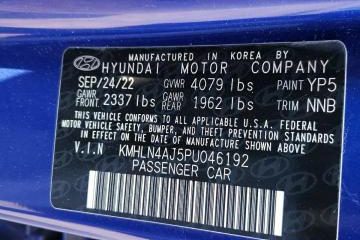 MANUFACTURED IN KOREA BY
HYUNDAI MOTOR COMPANY
SEP/24/22 GVWR 4079 lbs PAINT YP5
GAWR FRONT 2337 lbs GAWR REAR 1962 lbs TRIM NNB
THIS VEHICLE CONFORMS TO ALL APPLICABLE U.S.A. FEDERAL
MOTOR VEHICLE SAFETY, BUMPER, AND THEFT PREVENTION STANDARDS
IN EFFECT ON THE DATE OF MANUFACTURE SHOWN ABOVE.
V.I.N KMHLN4AJ5PU046192
PASSENGER CAR